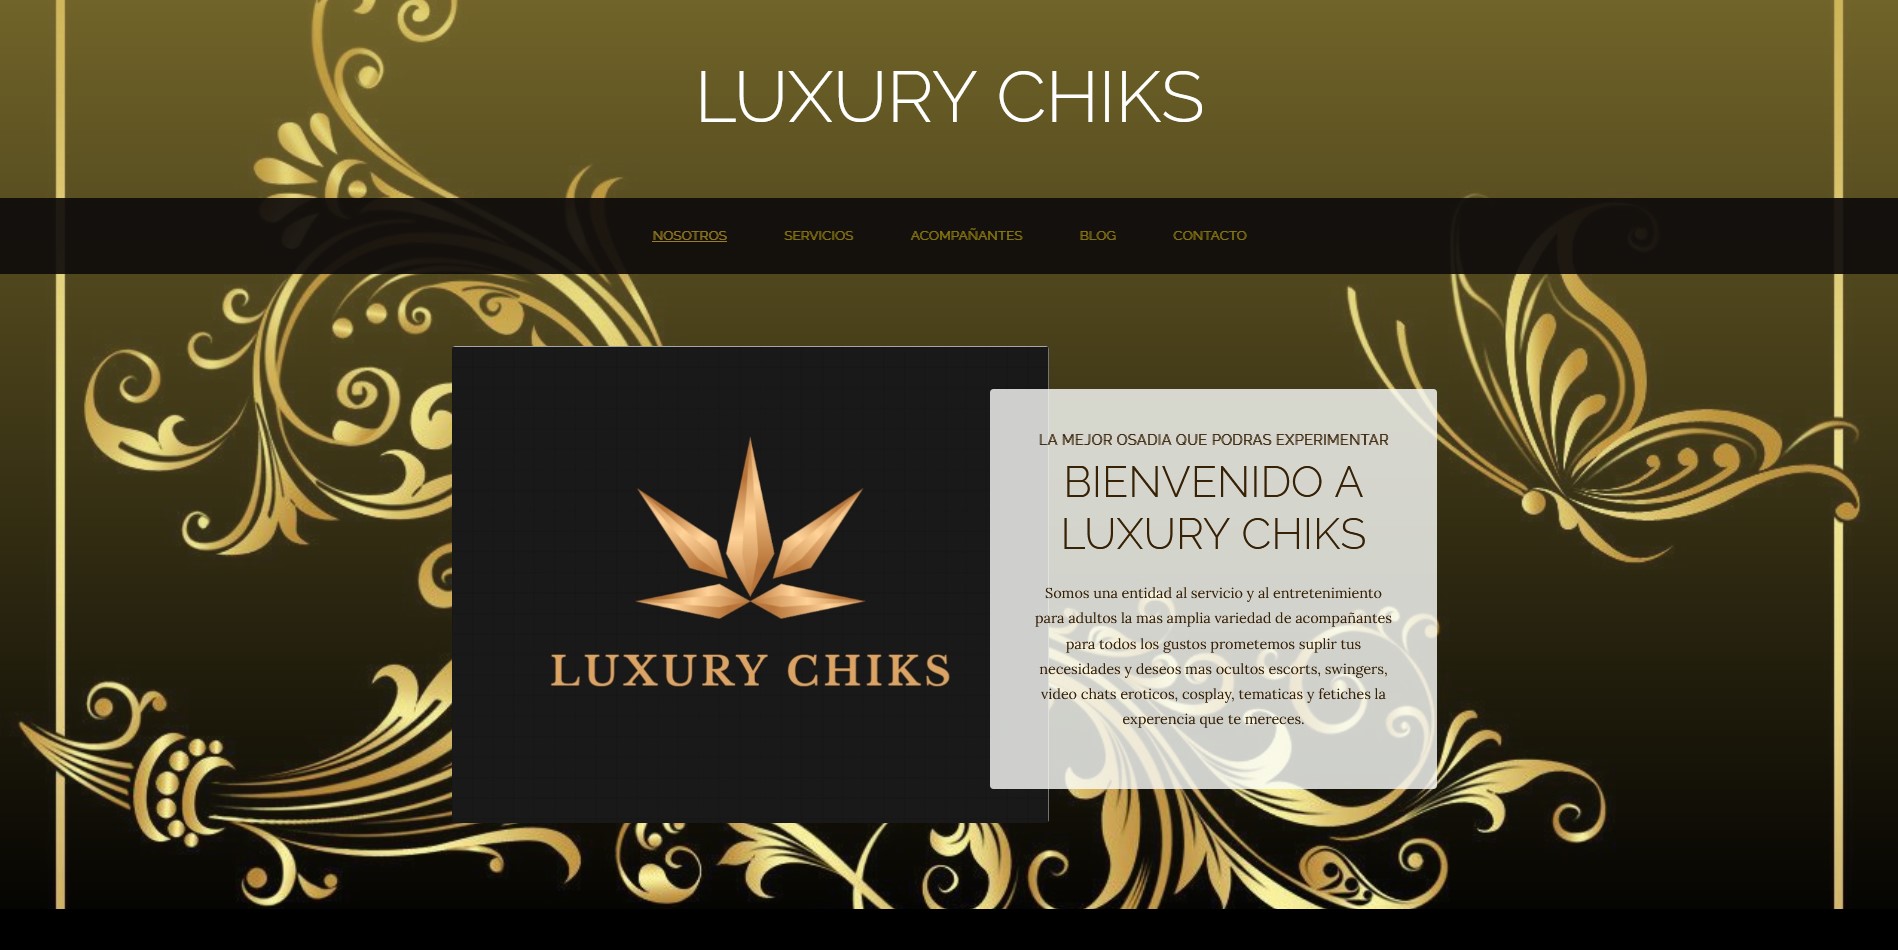 LUXURY CHIKS
NOSOTROS SERVICIOS ACOMPAÑANTES BLOG CONTACTO
LUXURY CHIKS
LA MEJOR OSADIA QUE PODRAS EXPERIMENTAR
BIENVENIDO A
LUXURY CHIKS
Somos una entidad al servicio y al entretenimiento
para adultos la mas amplia variedad de acompañantes
para todos los gustos prometemos suplir tus
necesidades y deseos mas ocultos escorts, swingers,
video chats eroticos, cosplay, tematicas y fetiches la
experencia que te mereces.